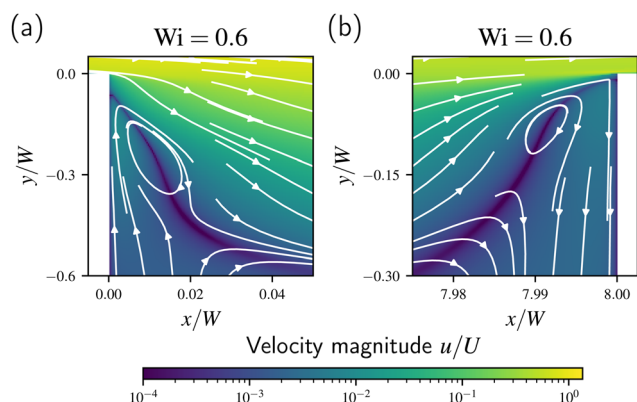 (a)
Wi = 0.6
(b)
Wi = 0.6
y/W
0.0
−0.3
−0.6
0.00
0.02
0.04
x/W
y/W
0.00
−0.15
−0.30
7.98
7.99
8.00
x/W
Velocity magnitude u/U
10⁻⁴
10⁻³
10⁻²
10⁻¹
10⁰